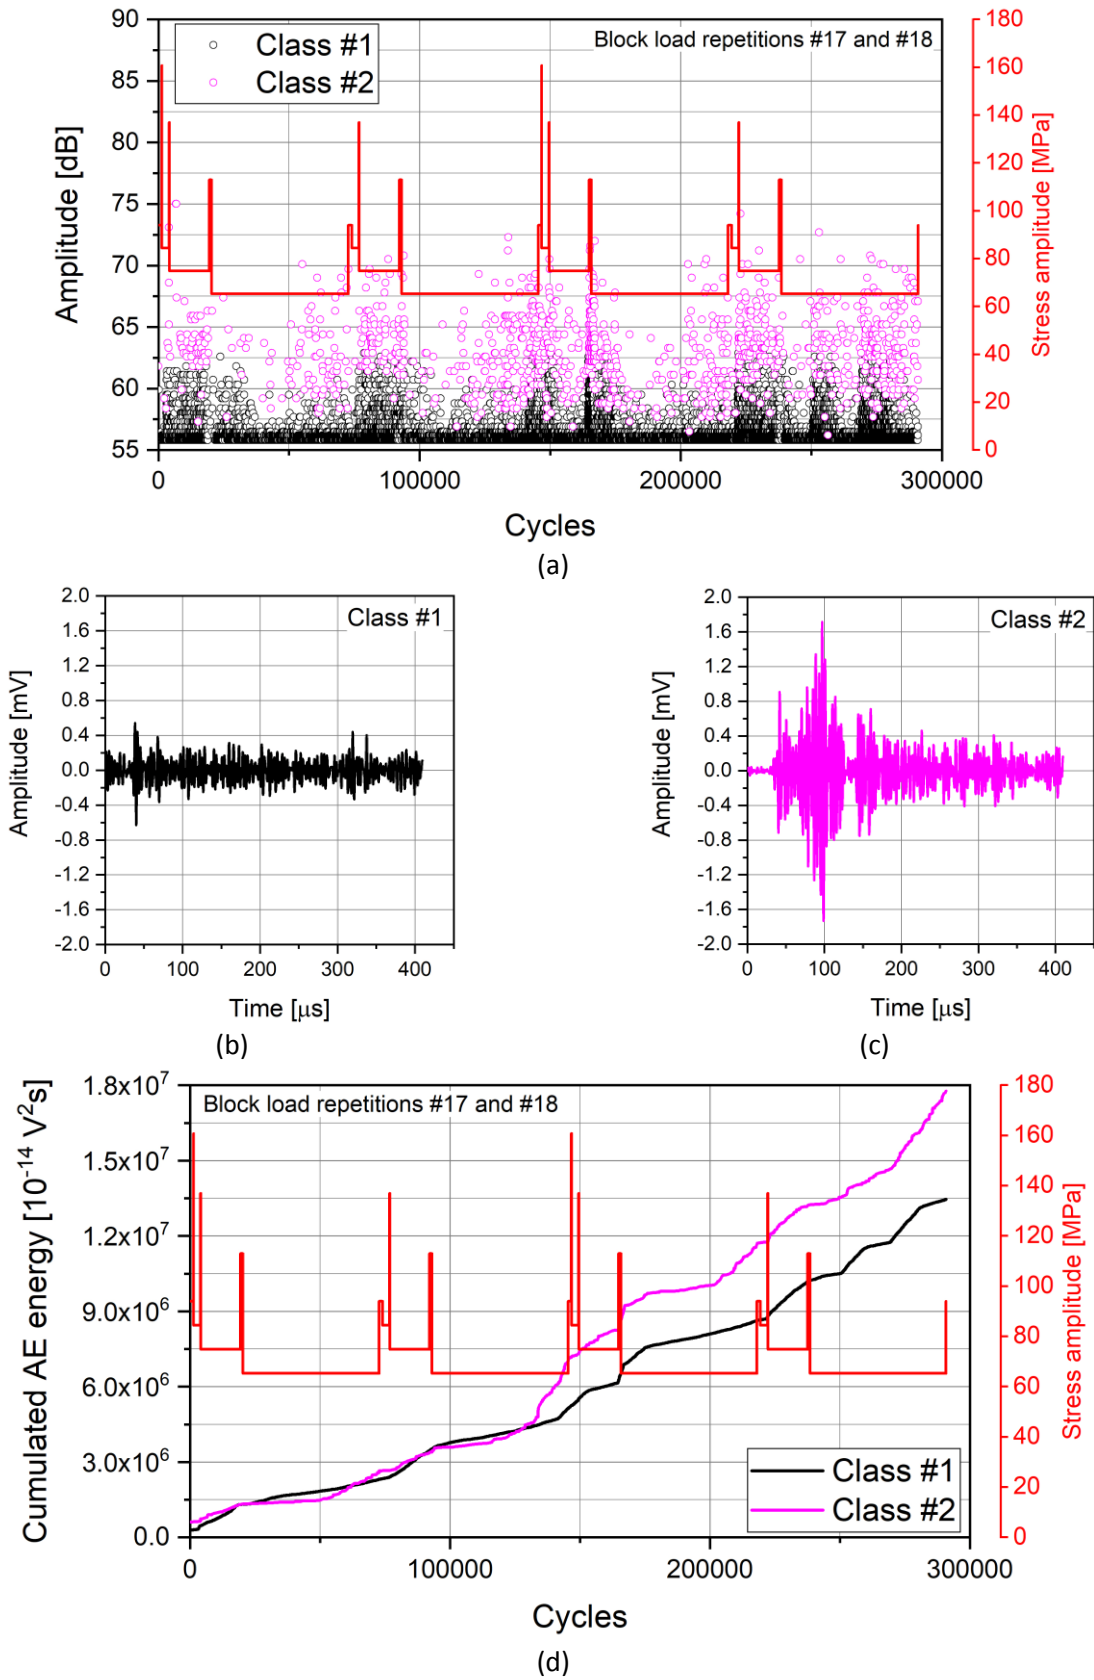 90
85
80
75
70
65
60
55
Amplitude [dB]
Class #1
Class #2
Block load repetitions #17 and #18
180
160
140
120
100
80
60
40
20
0
Stress amplitude [MPa]
0
100000
200000
300000
Cycles
(a)
2.0
1.6
1.2
0.8
0.4
0.0
-0.4
-0.8
-1.2
-1.6
-2.0
Amplitude [mV]
Class #1
0
100
200
300
400
Time [μs]
(b)
2.0
1.6
1.2
0.8
0.4
0.0
-0.4
-0.8
-1.2
-1.6
-2.0
Amplitude [mV]
Class #2
0
100
200
300
400
Time [μs]
(c)
1.8x10⁷
1.5x10⁷
1.2x10⁷
9.0x10⁶
6.0x10⁶
3.0x10⁶
0.0
Cumulated AE energy [10⁻¹⁴ V²s]
Block load repetitions #17 and #18
180
160
140
120
100
80
60
40
20
0
Stress amplitude [MPa]
Class #1
Class #2
0
100000
200000
300000
Cycles
(d)